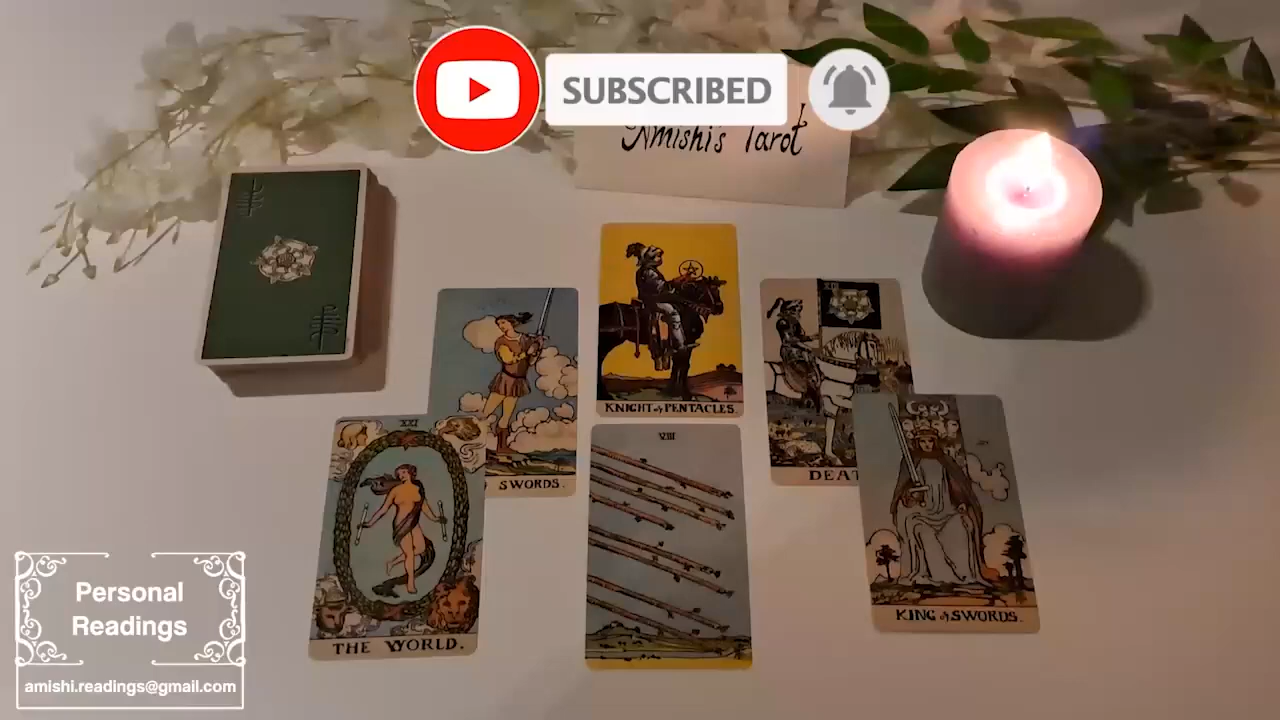 SUBSCRIBED
Amishi's Tarot
KNIGHT of PENTACLES.
XIII
SWORDS.
DEAT
XXI
VIII
THE WORLD.
KING of SWORDS.
Personal
Readings
amishi.readings@gmail.com